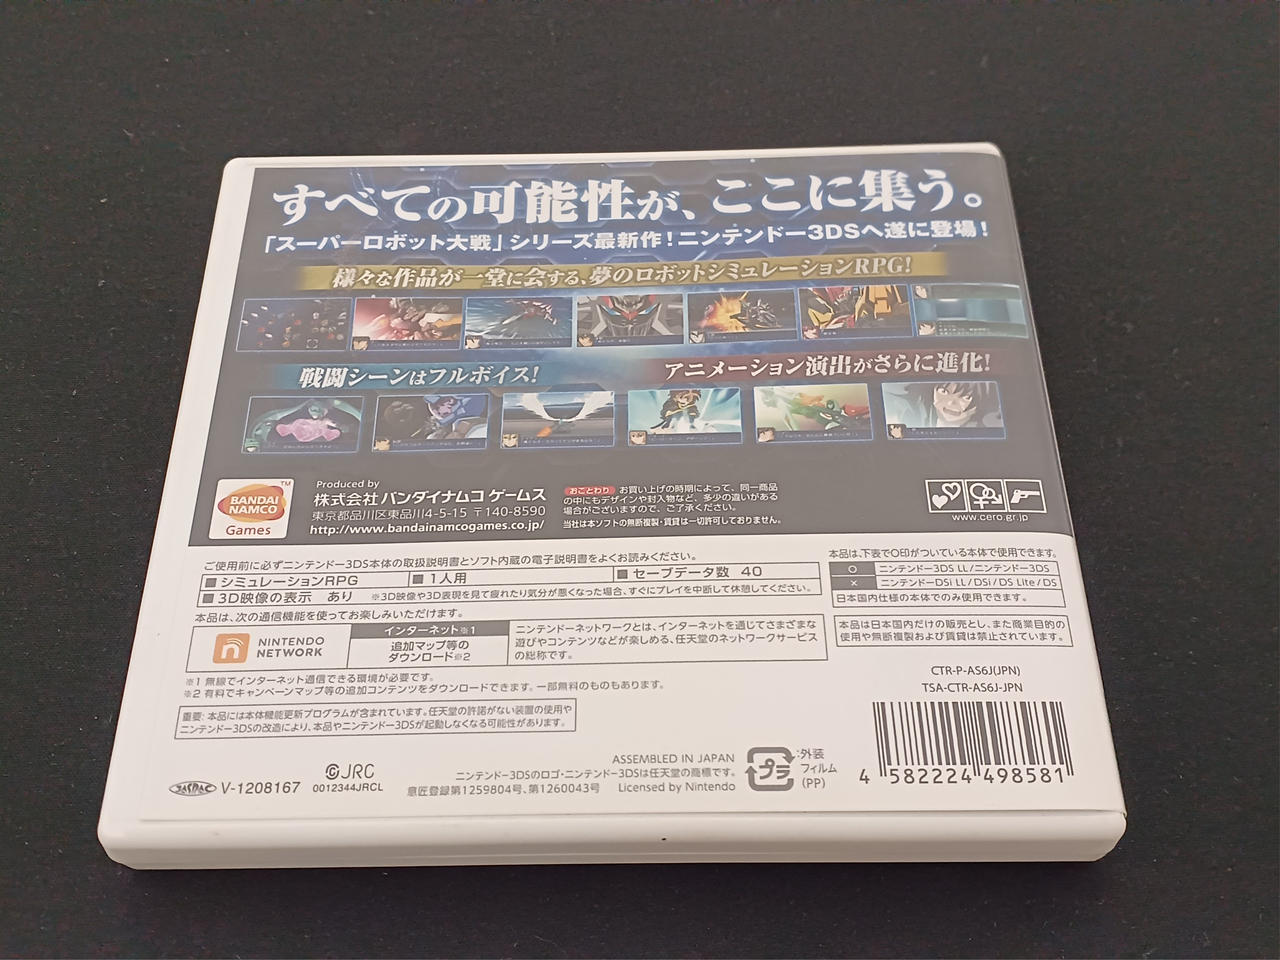 すべての可能性が、ここに集う。
「スーパーロボット大戦」シリーズ最新作!ニンテンドー3DSへ遂に登場!
様々な作品が一堂に会する、夢のロボットシミュレーションRPG!
戦闘シーンはフルボイス!
アニメーション演出がさらに進化!
BANDAI
NAMCO
Games
TM
Produced by
株式会社 バンダイナムコ ゲームス
東京都品川区東品川4-5-15 〒140-8590
http://www.bandainamcogames.co.jp/
おことわり お買い上げの時期によって、同一商品
の中にもデザインや封入物など、多少の違いがある
場合がございますので、ご了承ください。
当社は本ソフトの無断複製・賃貸は一切許可しておりません。
www.cero.gr.jp
ご使用前に必ずニンテンドー3DS本体の取扱説明書とソフト内蔵の電子説明書をよくお読みください。
■シミュレーションRPG
■1人用
■セーブデータ数 40
■3D映像の表示 あり ※3D映像や3D表現を見て疲れたり気分が悪くなった場合、すぐにプレイを中断して休憩してください。
本品は、次の通信機能を使ってお楽しみいただけます。
NINTENDO
NETWORK
インターネット※1
追加マップ等の
ダウンロード※2
ニンテンドーネットワークとは、インターネットを通じてさまざまな
遊びやコンテンツなどが楽しめる、任天堂のネットワークサービス
の総称です。
※1 無線でインターネット通信できる環境が必要です。
※2 有料でキャンペーンマップ等の追加コンテンツをダウンロードできます。一部無料のものもあります。
重要: 本品には本体機能更新プログラムが含まれています。任天堂の許諾がない装置の使用や
ニンテンドー3DSの改造により、本品やニンテンドー3DSが起動しなくなる可能性があります。
本品は、下表で○印がついている本体で使用できます。
○ ニンテンドー3DS LL/ニンテンドー3DS
× ニンテンドーDSi LL/DSi/DS Lite/DS
日本国内仕様の本体でのみ使用できます。
本品は日本国内だけの販売とし、また商業目的の
使用や無断複製および賃貸は禁止されています。
CTR-P-AS6J(JPN)
TSA-CTR-AS6J-JPN
4 582224 498581
JASPAC V-1208167
©JRC
0012344JRCL
ASSEMBLED IN JAPAN
ニンテンドー3DSのロゴ・ニンテンドー3DSは任天堂の商標です。
意匠登録第1259804号、第1260043号 Licensed by Nintendo
プラ
:外装
フィルム
(PP)